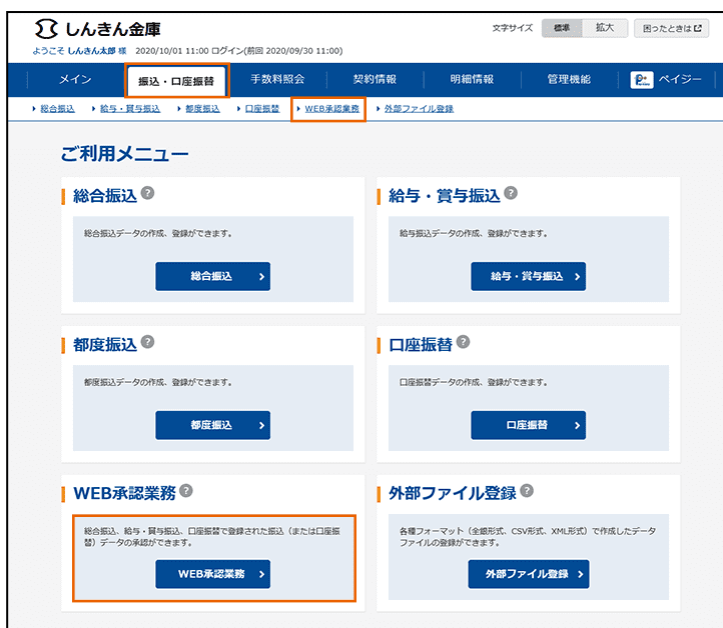 しんきん金庫
文字サイズ 標準 拡大 困ったときは
ようこそ しんきん太郎 様 2020/10/01 11:00 ログイン(前回 2020/09/30 11:00)
メイン 振込・口座振替 手数料照会 契約情報 明細情報 管理機能 ペイジー
総合振込 給与・賞与振込 都度振込 口座振替 WEB承認業務 外部ファイル登録
ご利用メニュー
総合振込 ?
総合振込データの作成、登録ができます。
総合振込
給与・賞与振込 ?
給与振込データの作成、登録ができます。
給与・賞与振込
都度振込 ?
都度振込データの作成、登録ができます。
都度振込
口座振替 ?
口座振替データの作成、登録ができます。
口座振替
WEB承認業務 ?
総合振込、給与・賞与振込、口座振替で登録された振込（または口座振
替）データの承認ができます。
WEB承認業務
外部ファイル登録 ?
各種フォーマット（全銀形式、CSV形式、XML形式）で作成したデータ
ファイルの登録ができます。
外部ファイル登録